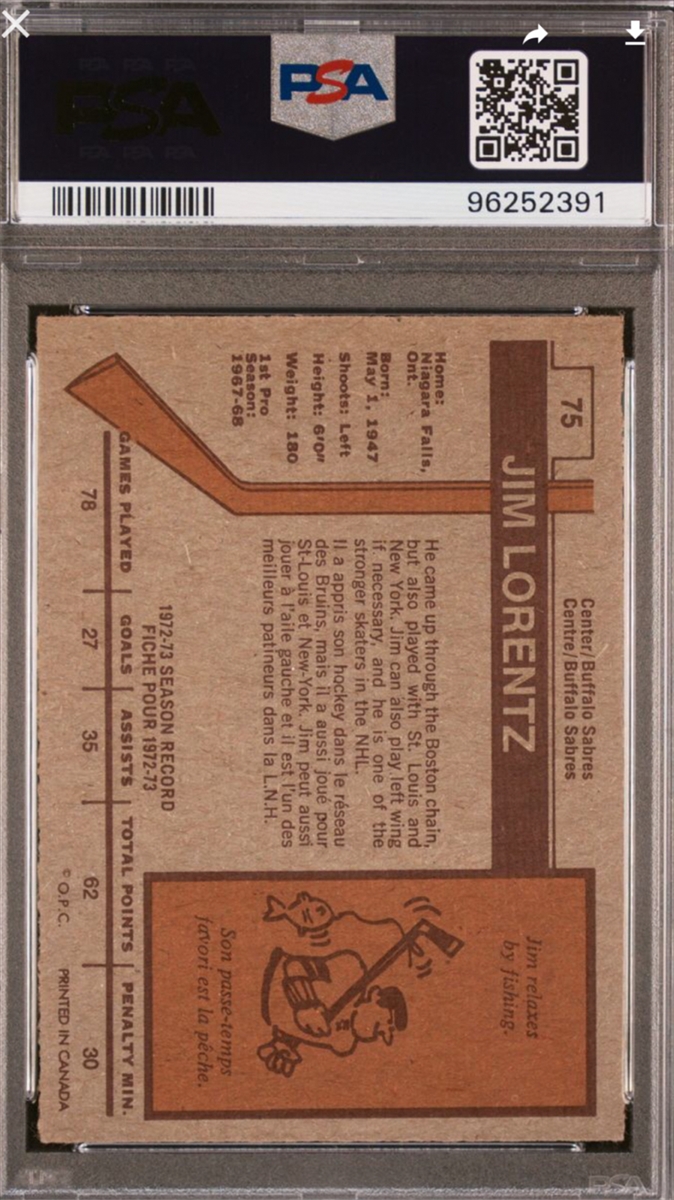 PSA
PSA
96252391
75
Center/Buffalo Sabres
Centre/Buffalo Sabres
JIM LORENTZ
Home:
Niagara Falls,
Ont.
Born:
May 1, 1947
Shoots: Left
Height: 6'0"
Weight: 180
1st Pro
Season:
1967-68
He came up through the Boston chain,
but also played with St. Louis and
New York. Jim can also play left wing
if necessary, and he is one of the
stronger skaters in the NHL.
Il a appris son hockey dans le réseau
des Bruins, mais il a aussi joué pour
St-Louis et New-York. Jim peut aussi
jouer à l'aile gauche et il est l'un des
meilleurs patineurs dans la L.N.H.
Jim relaxes
by fishing.
Son passe-temps
favori est la pêche.
1972-73 SEASON RECORD
FICHE POUR 1972-73
GAMES PLAYED GOALS ASSISTS TOTAL POINTS PENALTY MIN.
78 27 35 62 30
© O.P.C. PRINTED IN CANADA